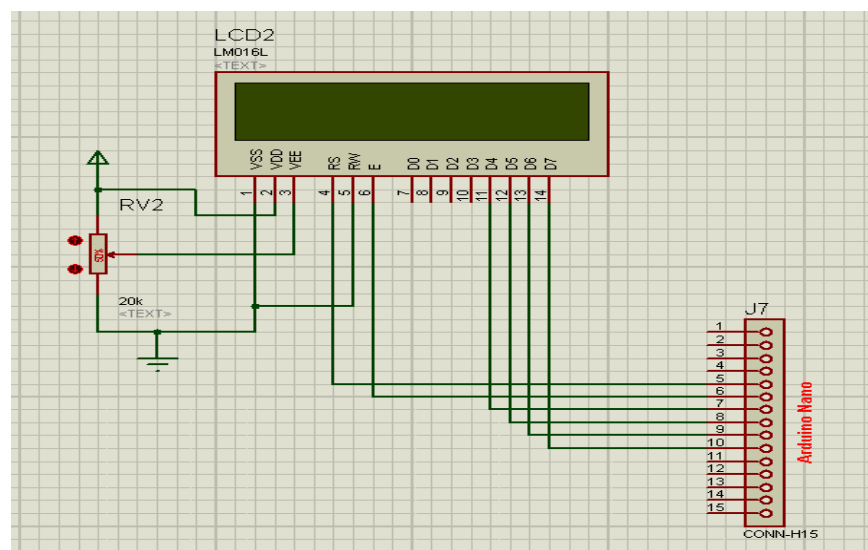 LCD2
LM016L
<TEXT>
VSS VDD VEE RS RW E D0 D1 D2 D3 D4 D5 D6 D7
1 2 3 4 5 6 7 8 9 10 11 12 13 14
RV2
50%
20k
<TEXT>
J7
1
2
3
4
5
6
7
8
9
10
11
12
13
14
15
Arduino Nano
CONN-H15